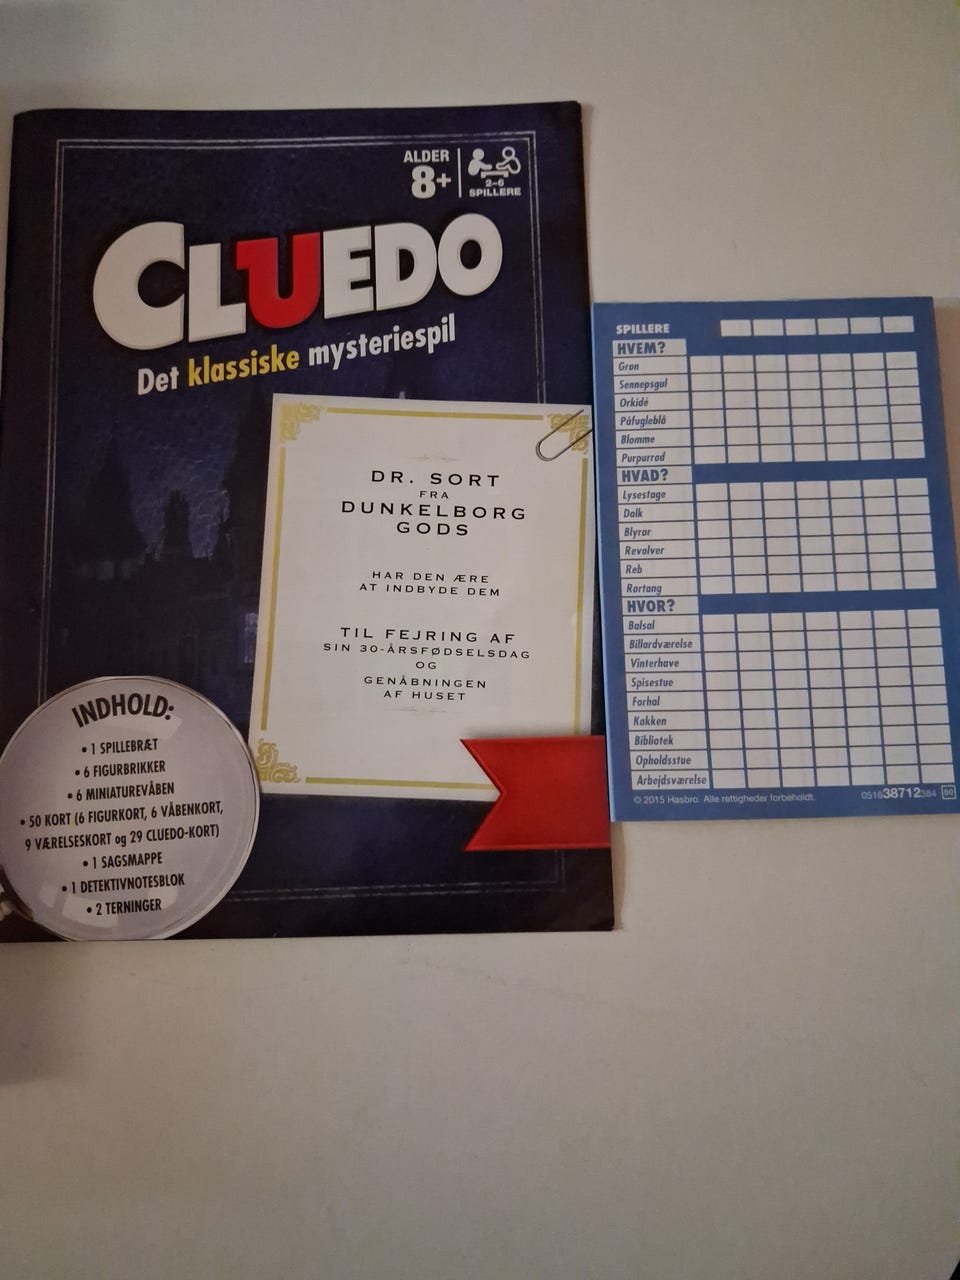 ALDER
8+
2-6
SPILLERE
CLUEDO
Det klassiske mysteriespil
DR. SORT
FRA
DUNKELBORG
GODS
HAR DEN ÆRE
AT INDBYDE DEM
TIL FEJRING AF
SIN 30-ÅRSFØDSELSDAG
OG
GENÅBNINGEN
AF HUSET
INDHOLD:
• 1 SPILLEBRÆT
• 6 FIGURBRIKKER
• 6 MINIATUREVÅBEN
• 50 KORT (6 FIGURKORT, 6 VÅBENKORT,
9 VÆRELSESKORT og 29 CLUEDO-KORT)
• 1 SAGSMAPPE
• 1 DETEKTIVNOTESBLOK
• 2 TERNINGER
SPILLERE
HVEM?
Grøn
Sennepsgul
Orkidé
Påfugleblå
Blomme
Purpurrød
HVAD?
Lysestage
Dolk
Blyrør
Revolver
Reb
Rørtang
HVOR?
Balsal
Billardværelse
Vinterhave
Spisestue
Forhal
Køkken
Bibliotek
Opholdsstue
Arbejdsværelse
© 2015 Hasbro. Alle rettigheder forbeholdt.
051638712384 00